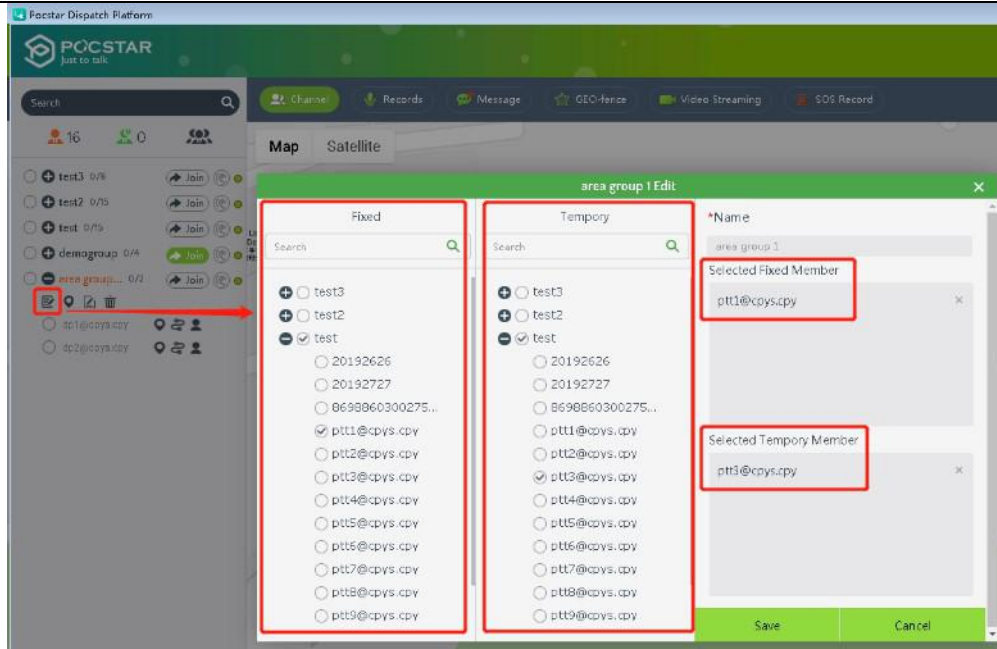 Pocstar Dispatch Platform
POCSTAR
Just to talk
Search
Channel
Records
Message
GEO-fence
Video Streaming
SOS Record
16
0
Map
Satellite
test3 0/6
Join
test2 0/15
Join
test 0/15
Join
demogroup 0/4
Join
area group... 0/2
Join
dp1@cpys.cpy
dp2@cpys.cpy
area group 1 Edit
Fixed
Search
test3
test2
test
20192626
20192727
8698860300275...
ptt1@cpys.cpy
ptt2@cpys.cpy
ptt3@cpys.cpy
ptt4@cpys.cpy
ptt5@cpys.cpy
ptt6@cpys.cpy
ptt7@cpys.cpy
ptt8@cpys.cpy
ptt9@cpys.cpy
Tempory
Search
test3
test2
test
20192626
20192727
8698860300275...
ptt1@cpys.cpy
ptt2@cpys.cpy
ptt3@cpys.cpy
ptt4@cpys.cpy
ptt5@cpys.cpy
ptt6@cpys.cpy
ptt7@cpys.cpy
ptt8@cpys.cpy
ptt9@cpys.cpy
*Name
area group 1
Selected Fixed Member
ptt1@cpys.cpy
Selected Tempory Member
ptt3@cpys.cpy
Save
Cancel